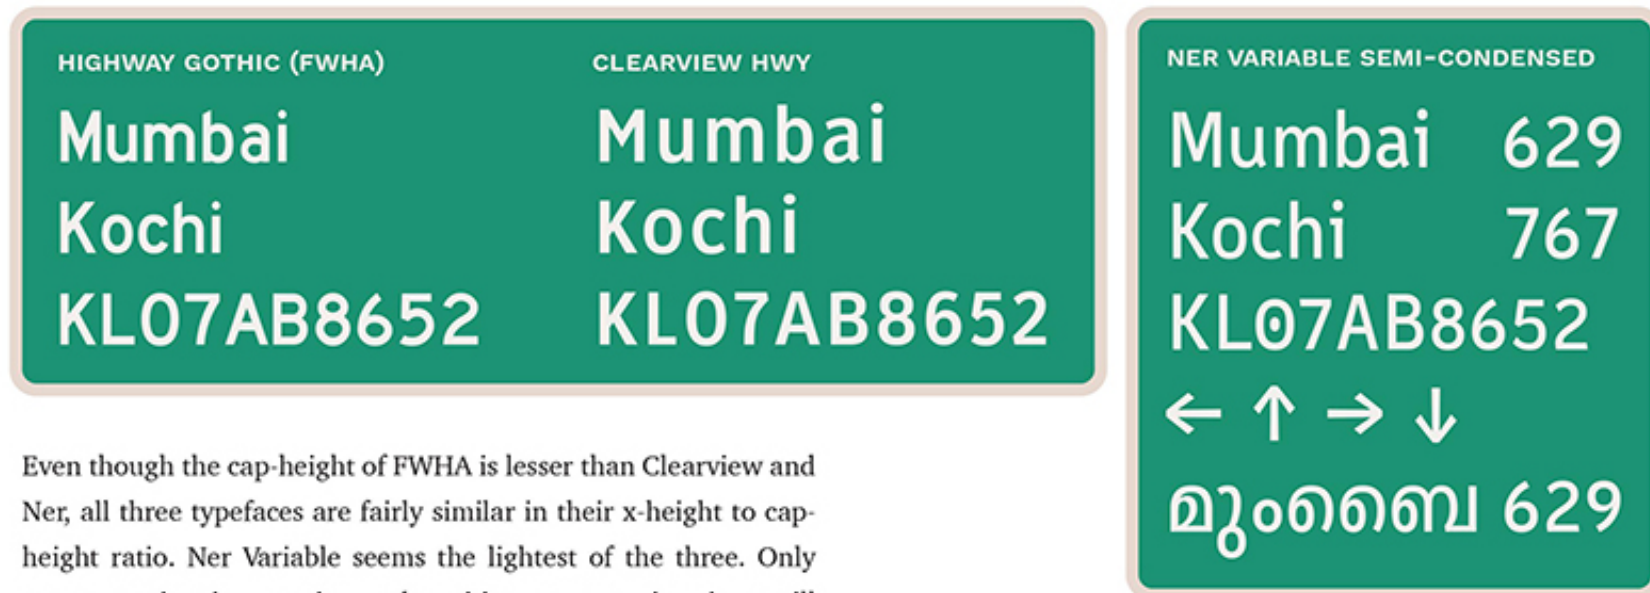 HIGHWAY GOTHIC (FWHA)
Mumbai
Kochi
KL07AB8652
CLEARVIEW HWY
Mumbai
Kochi
KL07AB8652
NER VARIABLE SEMI-CONDENSED
Mumbai 629
Kochi 767
KL07AB8652
← ↑ → ↓
മുംബൈ 629
Even though the cap-height of FWHA is lesser than Clearview and
Ner, all three typefaces are fairly similar in their x-height to cap-
height ratio. Ner Variable seems the lightest of the three. Only